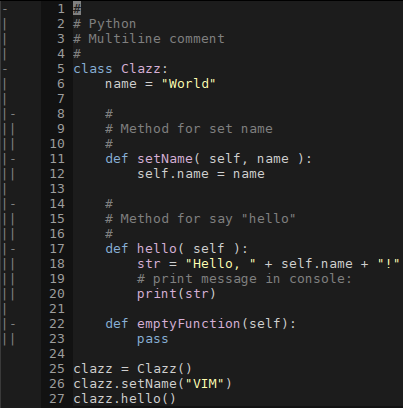 1 #
2 # Python
3 # Multiline comment
4 #
5 class Clazz:
6     name = "World"
7
8     #
9     # Method for set name
10     #
11     def setName( self, name ):
12         self.name = name
13
14     #
15     # Method for say "hello"
16     #
17     def hello( self ):
18         str = "Hello, " + self.name + "!"
19         # print message in console:
20         print(str)
21
22     def emptyFunction(self):
23         pass
24
25 clazz = Clazz()
26 clazz.setName("VIM")
27 clazz.hello()